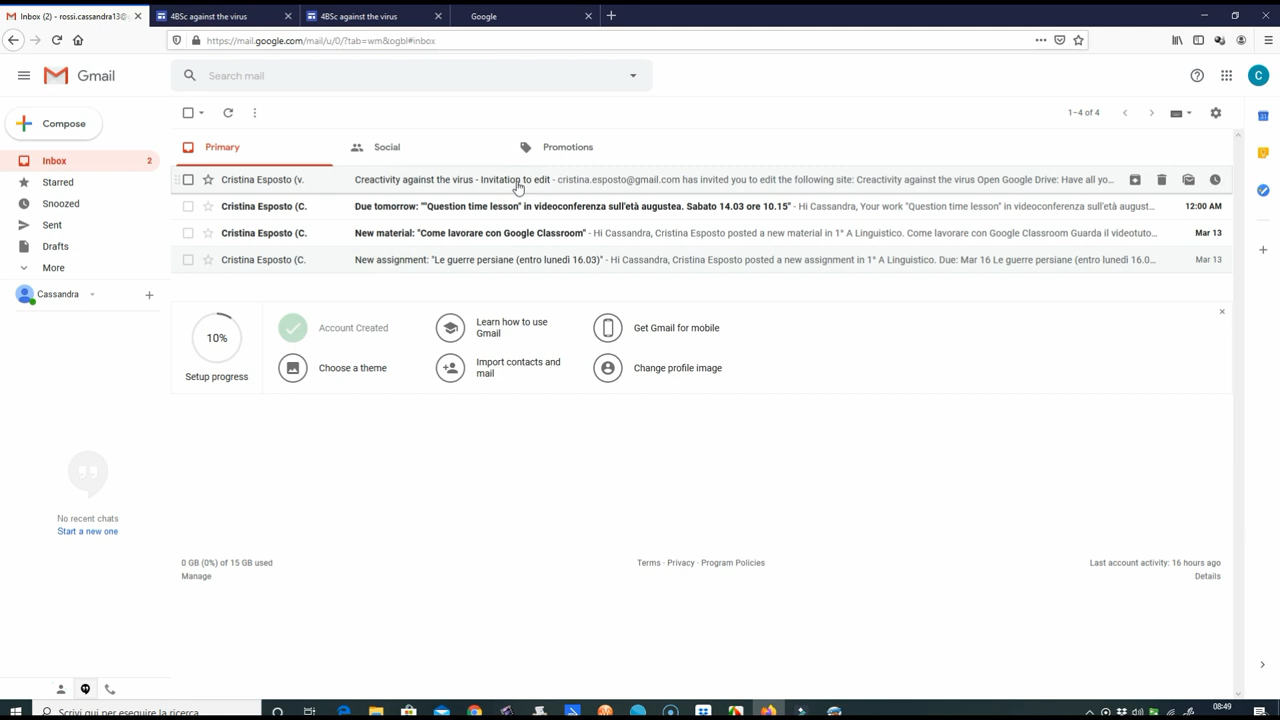 Inbox (2) - rossi.cassandra13@
4BSc against the virus
4BSc against the virus
Google
https://mail.google.com/mail/u/0/?tab=wm&ogbl#inbox
Gmail
Search mail
Compose
1–4 of 4
Inbox
2
Starred
Snoozed
Sent
Drafts
More
Cassandra
Primary
Social
Promotions
Cristina Esposto (v.
Creactivity against the virus - Invitation to edit - cristina.esposto@gmail.com has invited you to edit the following site: Creactivity against the virus Open Google Drive: Have all yo…
Cristina Esposto (C.
Due tomorrow: ""Question time lesson" in videoconferenza sull'età augustea. Sabato 14.03 ore 10.15" - Hi Cassandra, Your work "Question time lesson" in videoconferenza sull'età august…
12:00 AM
Cristina Esposto (C.
New material: "Come lavorare con Google Classroom" - Hi Cassandra, Cristina Esposto posted a new material in 1° A Linguistico. Come lavorare con Google Classroom Guarda il videotuto…
Mar 13
Cristina Esposto (C.
New assignment: "Le guerre persiane (entro lunedì 16.03)" - Hi Cassandra, Cristina Esposto posted a new assignment in 1° A Linguistico. Due: Mar 16 Le guerre persiane (entro lunedì 16.0…
Mar 13
10%
Setup progress
Account Created
Learn how to use
Gmail
Get Gmail for mobile
Choose a theme
Import contacts and
mail
Change profile image
No recent chats
Start a new one
0 GB (0%) of 15 GB used
Manage
Terms · Privacy · Program Policies
Last account activity: 16 hours ago
Details
C
Scrivi qui per eseguire la ricerca
08:49